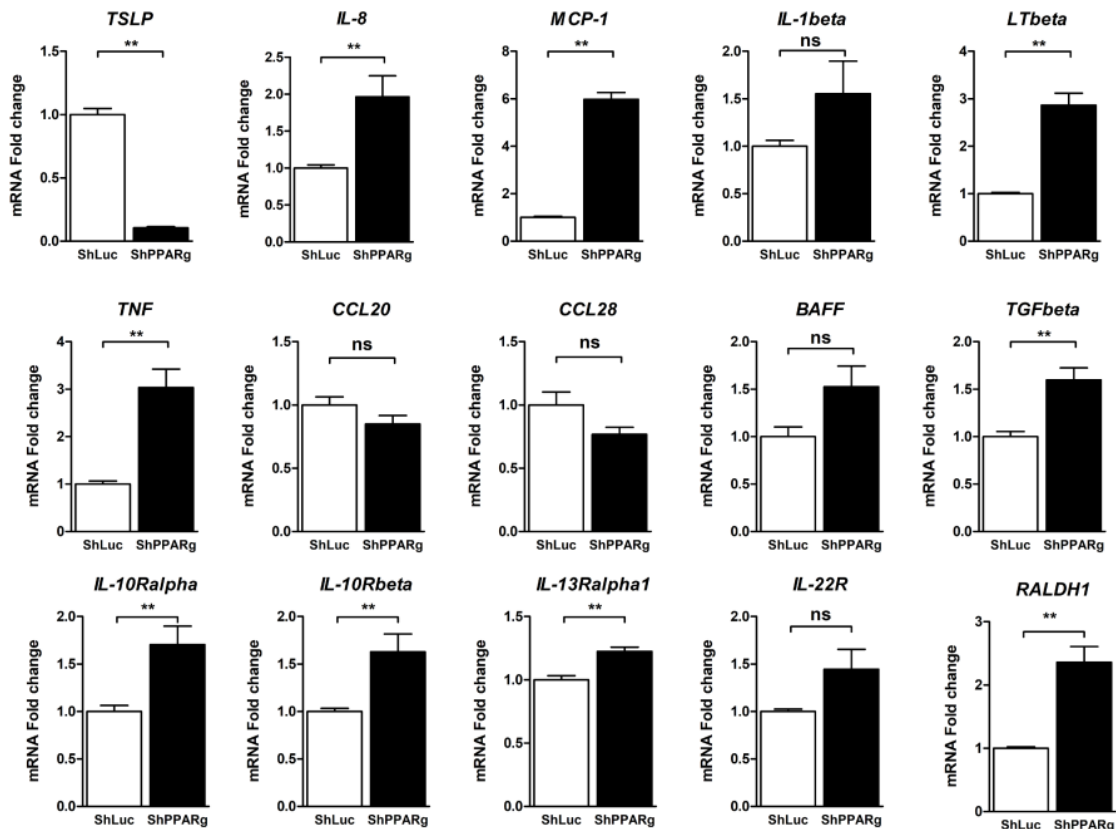 TSLP
**
mRNA Fold change
1.5
1.0
0.5
0.0
ShLuc ShPPARg
IL-8
**
mRNA Fold change
2.5
2.0
1.5
1.0
0.5
0.0
ShLuc ShPPARg
MCP-1
**
mRNA Fold change
8
6
4
2
0
ShLuc ShPPARg
IL-1beta
ns
mRNA Fold change
2.0
1.5
1.0
0.5
0.0
ShLuc ShPPARg
LTbeta
**
mRNA Fold change
4
3
2
1
0
ShLuc ShPPARg
TNF
**
mRNA Fold change
4
3
2
1
0
ShLuc ShPPARg
CCL20
ns
mRNA Fold change
1.5
1.0
0.5
0.0
ShLuc ShPPARg
CCL28
ns
mRNA Fold change
1.5
1.0
0.5
0.0
ShLuc ShPPARg
BAFF
ns
mRNA Fold change
2.0
1.5
1.0
0.5
0.0
ShLuc ShPPARg
TGFbeta
**
mRNA Fold change
2.0
1.5
1.0
0.5
0.0
ShLuc ShPPARg
IL-10Ralpha
**
mRNA Fold change
2.0
1.5
1.0
0.5
0.0
ShLuc ShPPARg
IL-10Rbeta
**
mRNA Fold change
2.0
1.5
1.0
0.5
0.0
ShLuc ShPPARg
IL-13Ralpha1
**
mRNA Fold change
1.5
1.0
0.5
0.0
ShLuc ShPPARg
IL-22R
ns
mRNA Fold change
2.0
1.5
1.0
0.5
0.0
ShLuc ShPPARg
RALDH1
**
mRNA Fold change
3
2
1
0
ShLuc ShPPARg